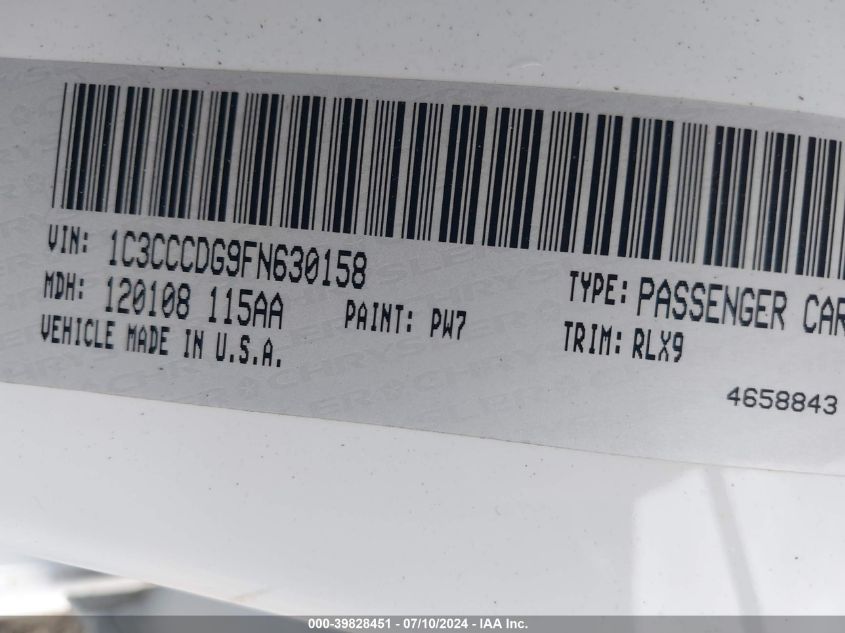 VIN: 1C3CCCDG9FN630158
TYPE: PASSENGER CAR
MDH: 120108 115AA
PAINT: PW7
TRIM: RLX9
VEHICLE MADE IN U.S.A.
4658843
000-39828451 - 07/10/2024 - IAA Inc.